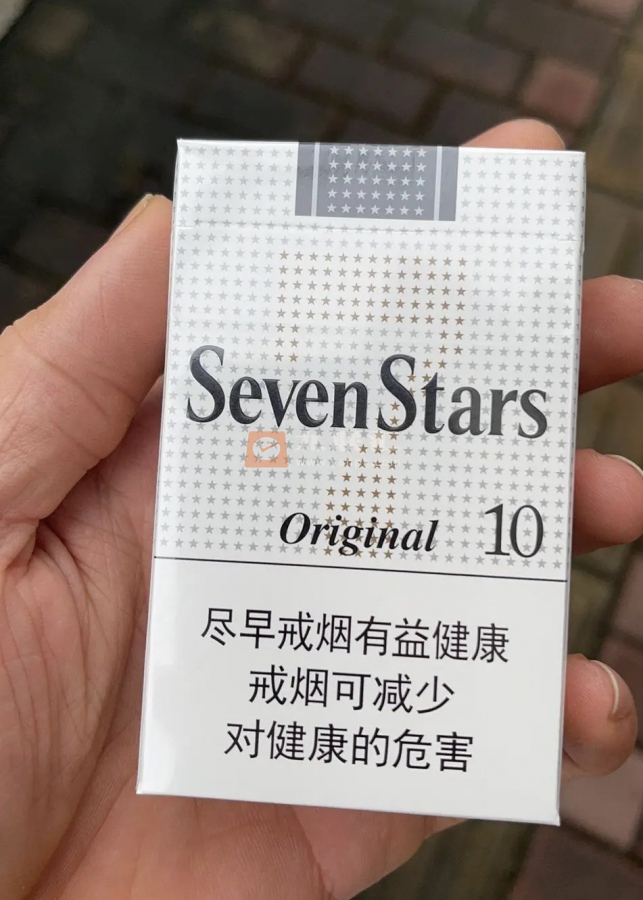 Seven Stars
Original 10
尽早戒烟有益健康
戒烟可减少
对健康的危害